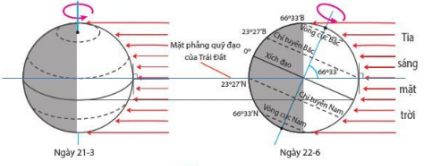 66°33'B
Vòng cực Bắc
23°27'B
Chí tuyến Bắc
0°
Xích đạo
66°33'
Mặt phẳng quỹ đạo
của Trái Đất
23°27'N
Chí tuyến Nam
66°33'N
Vòng cực Nam
Tia
sáng
mặt
trời
Ngày 21-3
Ngày 22-6